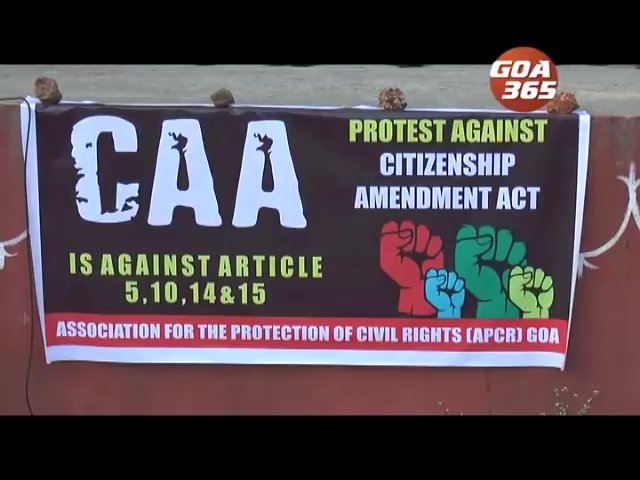 GOA
365
CAA
IS AGAINST ARTICLE
5,10,14&15
PROTEST AGAINST
CITIZENSHIP
AMENDMENT ACT
ASSOCIATION FOR THE PROTECTION OF CIVIL RIGHTS (APCR) GOA